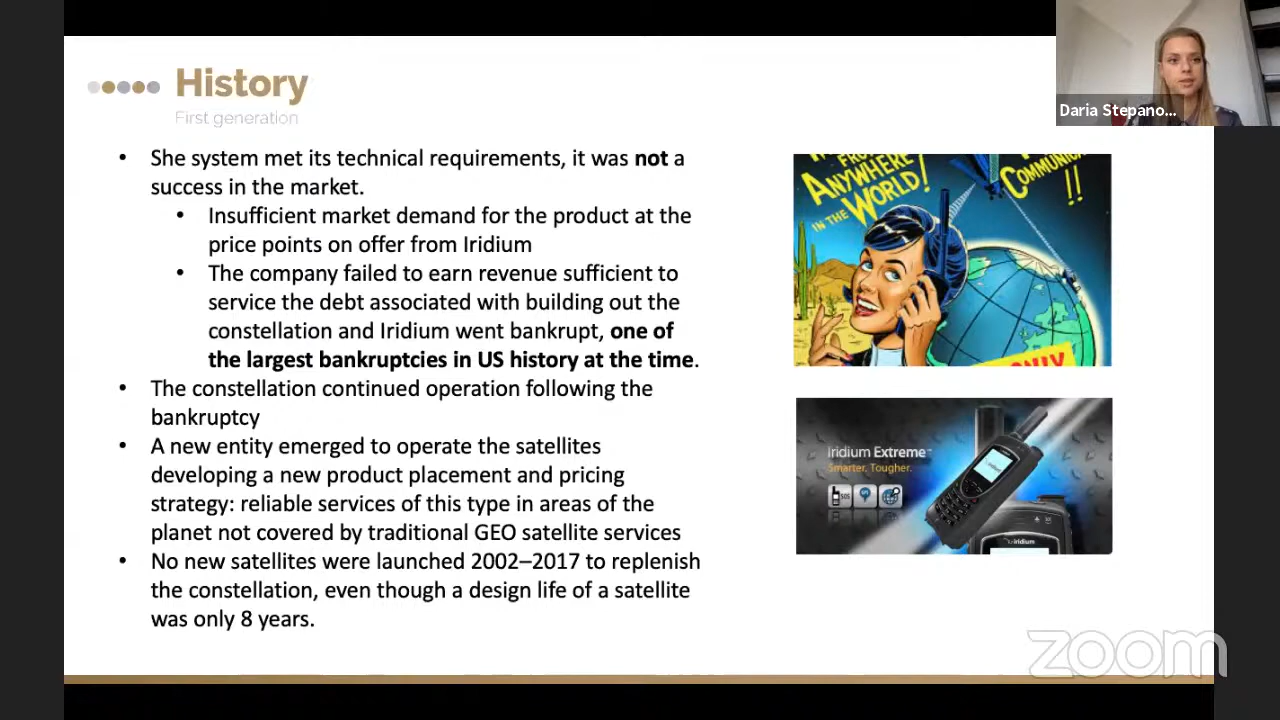 History
First generation
Daria Stepano...
• She system met its technical requirements, it was not a
success in the market.
• Insufficient market demand for the product at the
price points on offer from Iridium
• The company failed to earn revenue sufficient to
service the debt associated with building out the
constellation and Iridium went bankrupt, one of
the largest bankruptcies in US history at the time.
• The constellation continued operation following the
bankruptcy
• A new entity emerged to operate the satellites
developing a new product placement and pricing
strategy: reliable services of this type in areas of the
planet not covered by traditional GEO satellite services
• No new satellites were launched 2002–2017 to replenish
the constellation, even though a design life of a satellite
was only 8 years.
ANYWHERE
IN THE WORLD!
!!
ONLY
iridium Extreme
Smarter. Tougher.
SOS
iridium
zoom